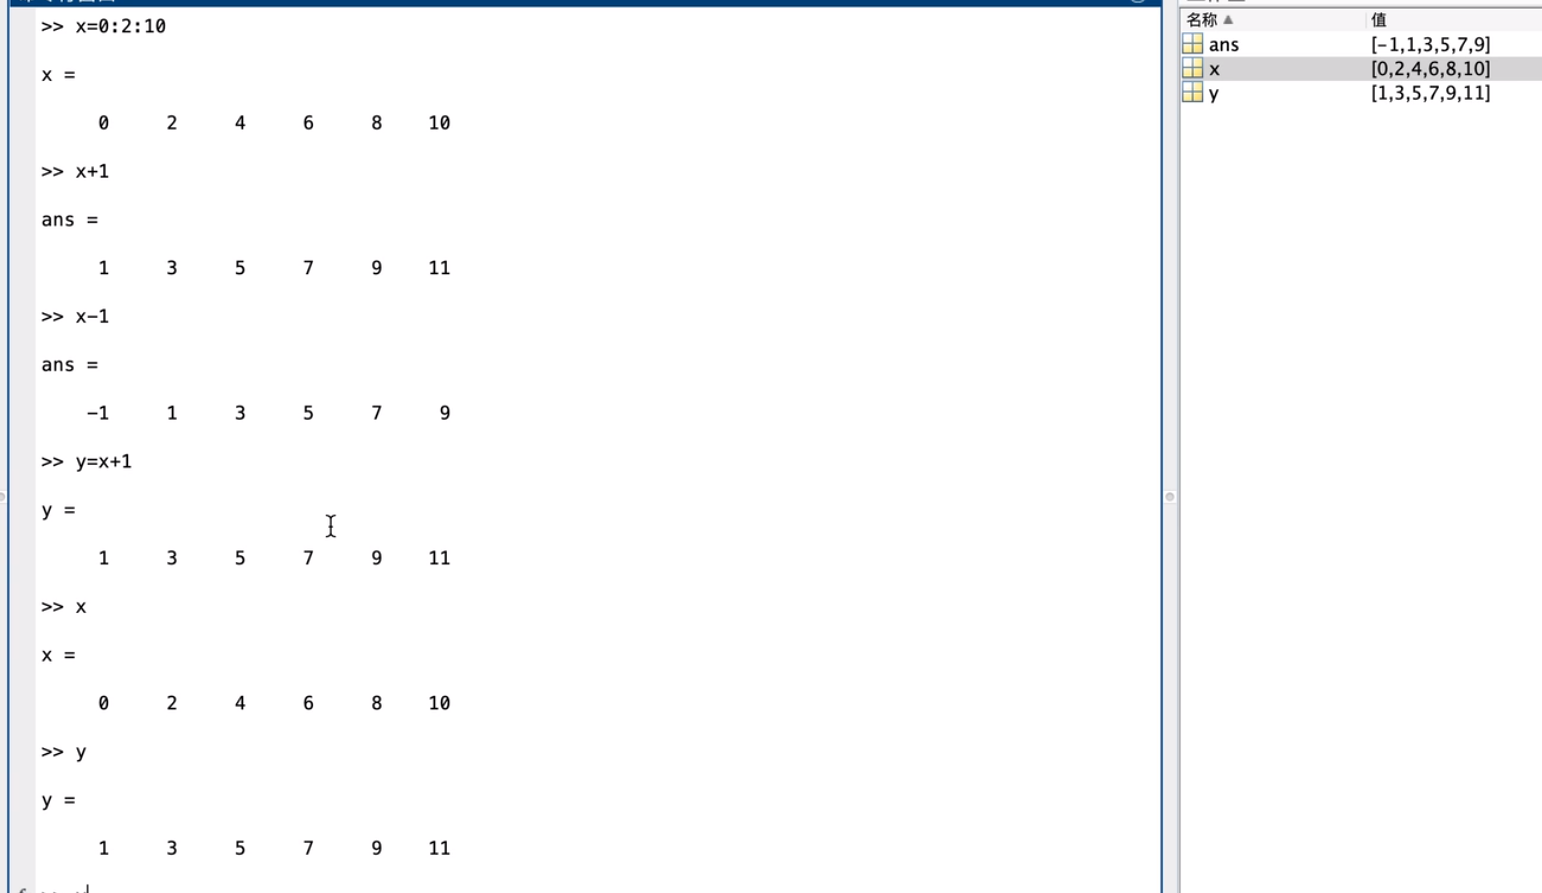 >> x=0:2:10
x =
0 2 4 6 8 10
>> x+1
ans =
1 3 5 7 9 11
>> x-1
ans =
-1 1 3 5 7 9
>> y=x+1
y =
1 3 5 7 9 11
>> x
x =
0 2 4 6 8 10
>> y
y =
1 3 5 7 9 11
名称 值
ans [-1,1,3,5,7,9]
x [0,2,4,6,8,10]
y [1,3,5,7,9,11]